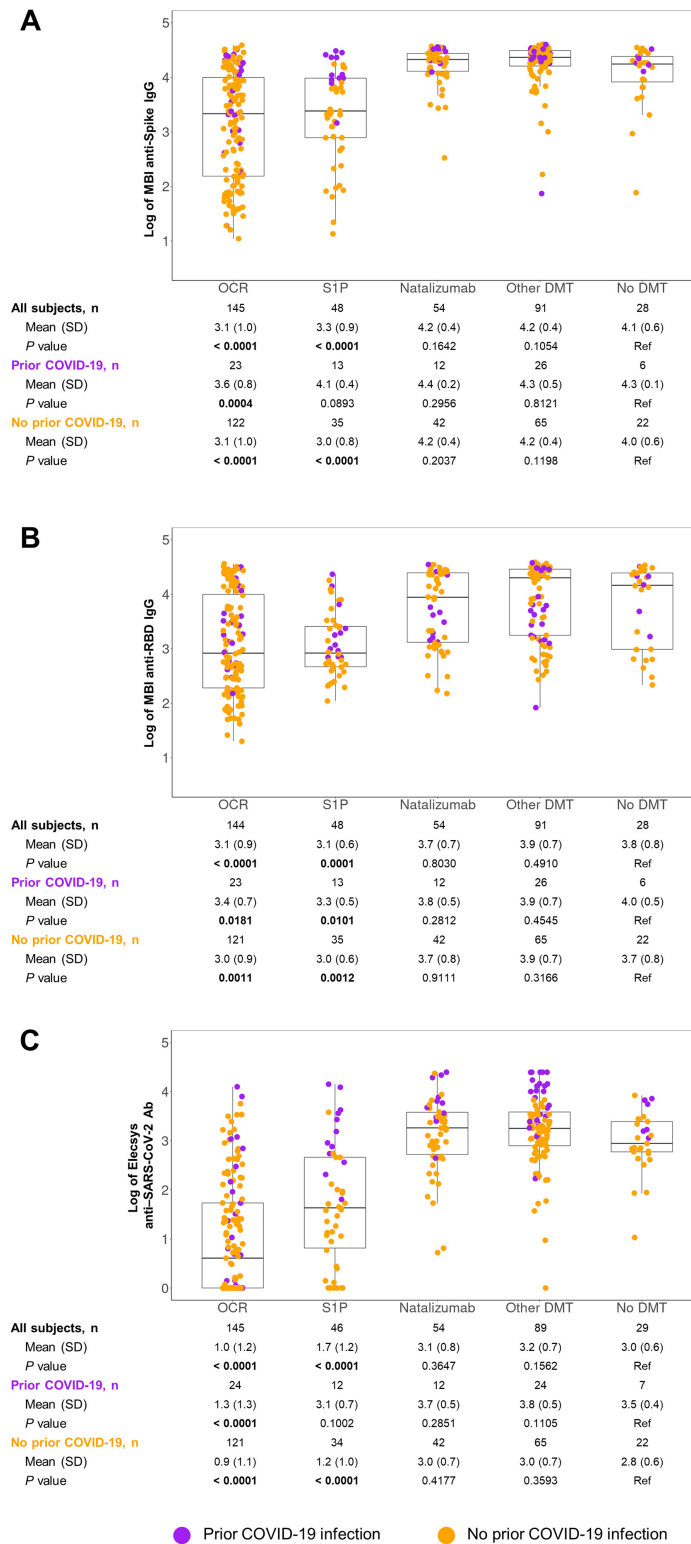 A
5
4
3
2
1
Log of MBI anti-Spike IgG
OCR S1P Natalizumab Other DMT No DMT
All subjects, n 145 48 54 91 28
Mean (SD) 3.1 (1.0) 3.3 (0.9) 4.2 (0.4) 4.2 (0.4) 4.1 (0.6)
P value < 0.0001 < 0.0001 0.1642 0.1054 Ref
Prior COVID-19, n 23 13 12 26 6
Mean (SD) 3.6 (0.8) 4.1 (0.4) 4.4 (0.2) 4.3 (0.5) 4.3 (0.1)
P value 0.0004 0.0893 0.2956 0.8121 Ref
No prior COVID-19, n 122 35 42 65 22
Mean (SD) 3.1 (1.0) 3.0 (0.8) 4.2 (0.4) 4.2 (0.4) 4.0 (0.6)
P value < 0.0001 < 0.0001 0.2037 0.1198 Ref
B
5
4
3
2
1
Log of MBI anti-RBD IgG
OCR S1P Natalizumab Other DMT No DMT
All subjects, n 144 48 54 91 28
Mean (SD) 3.1 (0.9) 3.1 (0.6) 3.7 (0.7) 3.9 (0.7) 3.8 (0.8)
P value < 0.0001 0.0001 0.8030 0.4910 Ref
Prior COVID-19, n 23 13 12 26 6
Mean (SD) 3.4 (0.7) 3.3 (0.5) 3.8 (0.5) 3.9 (0.7) 4.0 (0.5)
P value 0.0181 0.0101 0.2812 0.4545 Ref
No prior COVID-19, n 121 35 42 65 22
Mean (SD) 3.0 (0.9) 3.0 (0.6) 3.7 (0.8) 3.9 (0.7) 3.7 (0.8)
P value 0.0011 0.0012 0.9111 0.3166 Ref
C
5
4
3
2
1
0
Log of Elecsys
anti-SARS-CoV-2 Ab
OCR S1P Natalizumab Other DMT No DMT
All subjects, n 145 46 54 89 29
Mean (SD) 1.0 (1.2) 1.7 (1.2) 3.1 (0.8) 3.2 (0.7) 3.0 (0.6)
P value < 0.0001 < 0.0001 0.3647 0.1562 Ref
Prior COVID-19, n 24 12 12 24 7
Mean (SD) 1.3 (1.3) 3.1 (0.7) 3.7 (0.5) 3.8 (0.5) 3.5 (0.4)
P value < 0.0001 0.1002 0.2851 0.1105 Ref
No prior COVID-19, n 121 34 42 65 22
Mean (SD) 0.9 (1.1) 1.2 (1.0) 3.0 (0.7) 3.0 (0.7) 2.8 (0.6)
P value < 0.0001 < 0.0001 0.4177 0.3593 Ref
Prior COVID-19 infection No prior COVID-19 infection